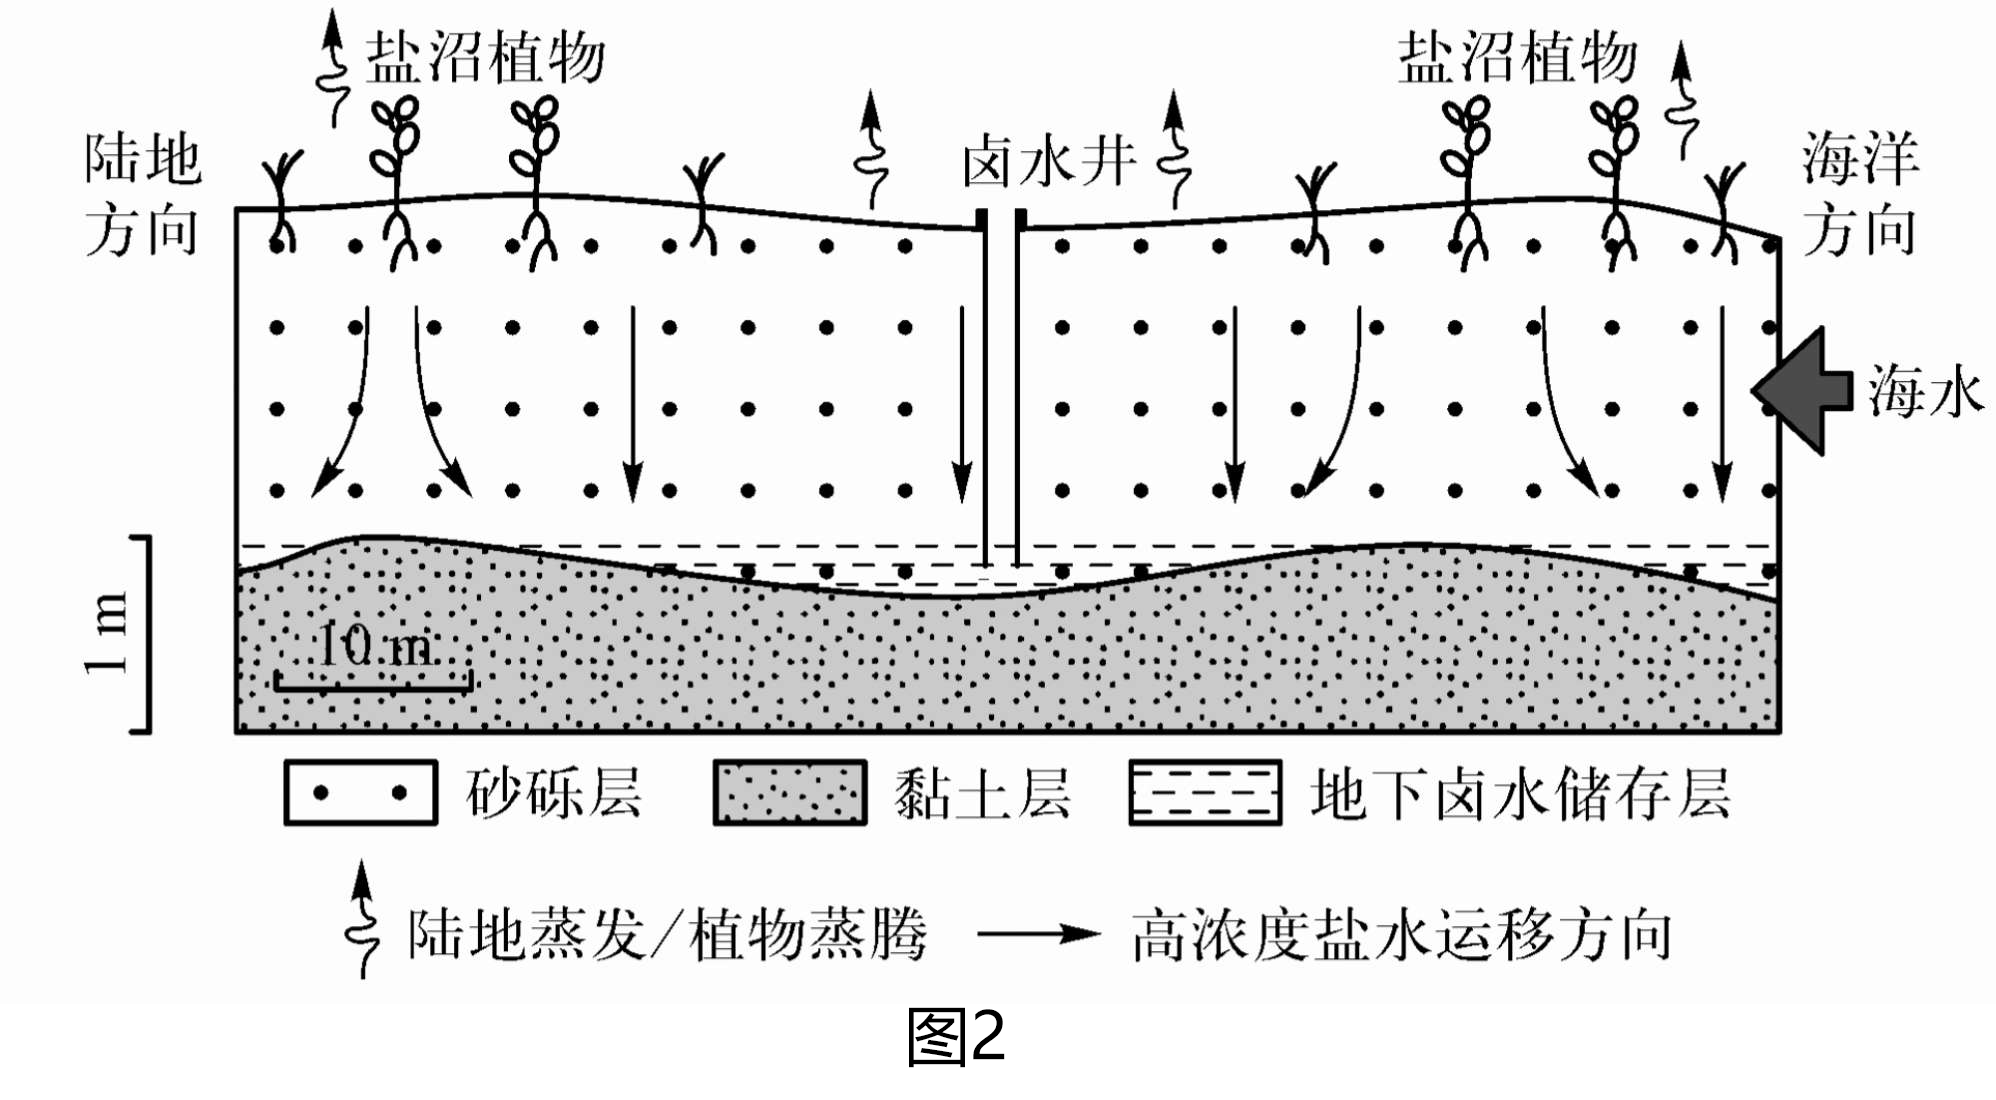 盐沼植物
盐沼植物
陆地
方向
卤水井
海洋
方向
海水
1 m
10 m
砂砾层
黏土层
地下卤水储存层
陆地蒸发/植物蒸腾
高浓度盐水运移方向
图2